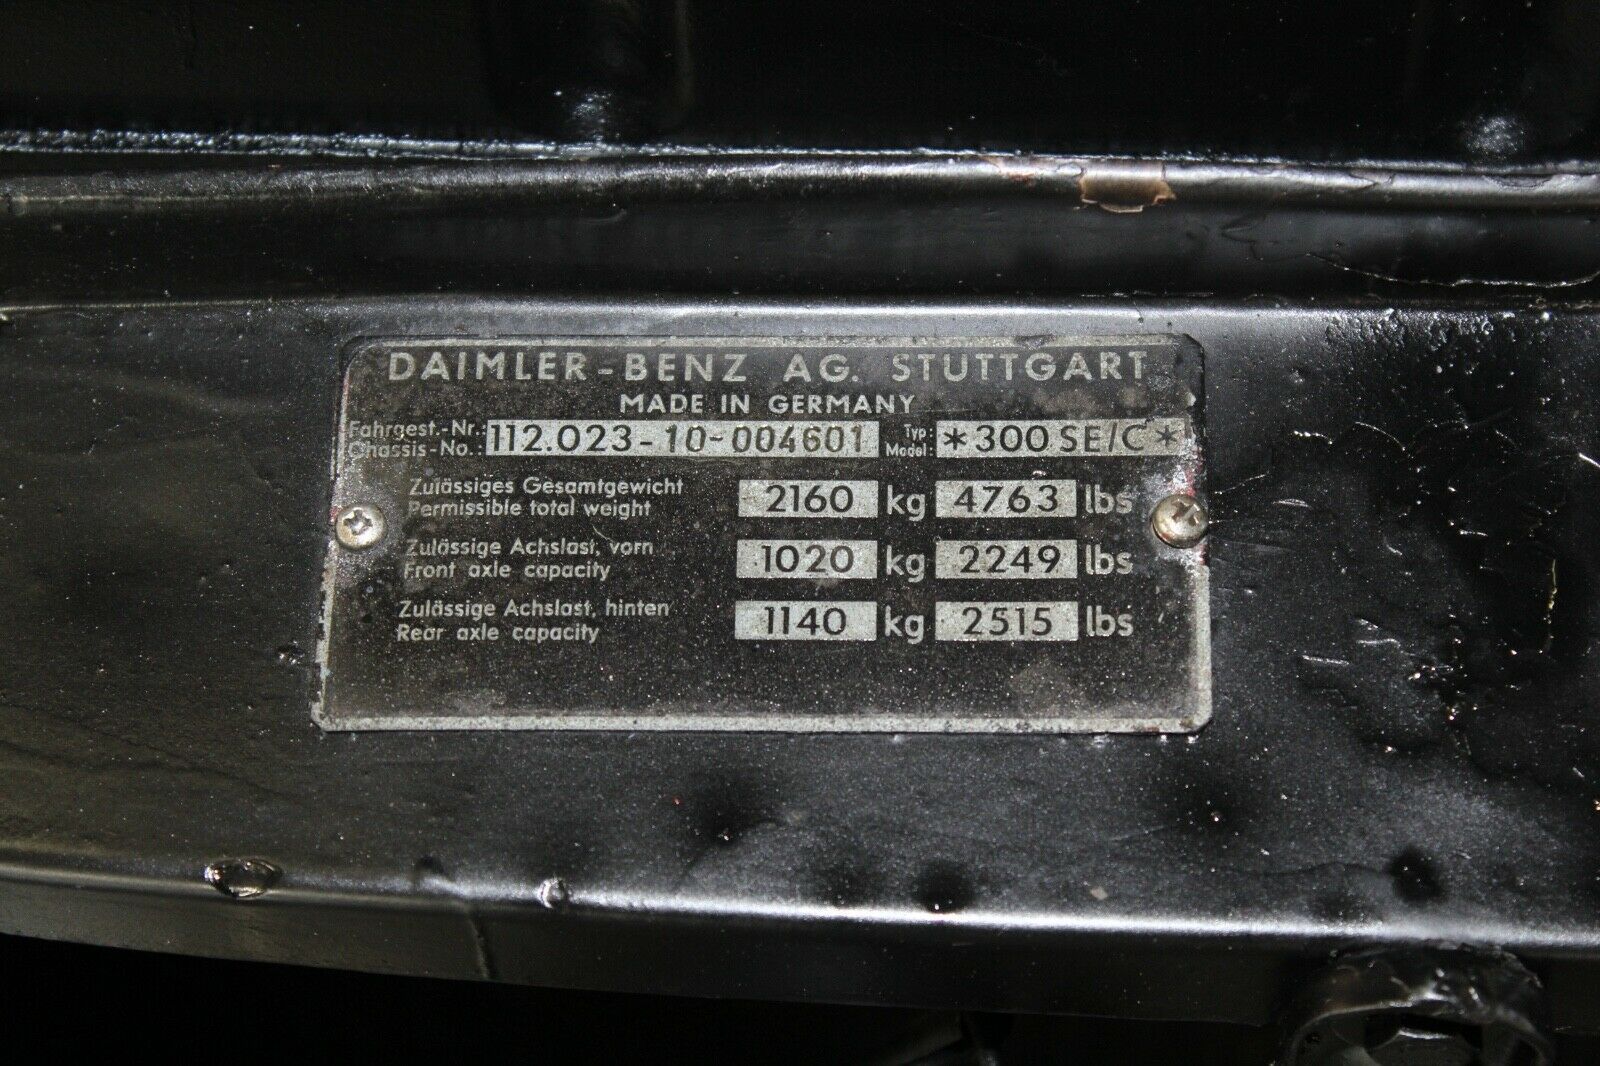 DAIMLER-BENZ AG. STUTTGART
MADE IN GERMANY
Fahrgest.-Nr.: 112.023-10-004601 Typ: *300 SE/C*
Chassis-No.: Model:
Zulässiges Gesamtgewicht
Permissible total weight 2160 kg 4763 lbs
Zulässige Achslast, vorn
Front axle capacity 1020 kg 2249 lbs
Zulässige Achslast, hinten
Rear axle capacity 1140 kg 2515 lbs